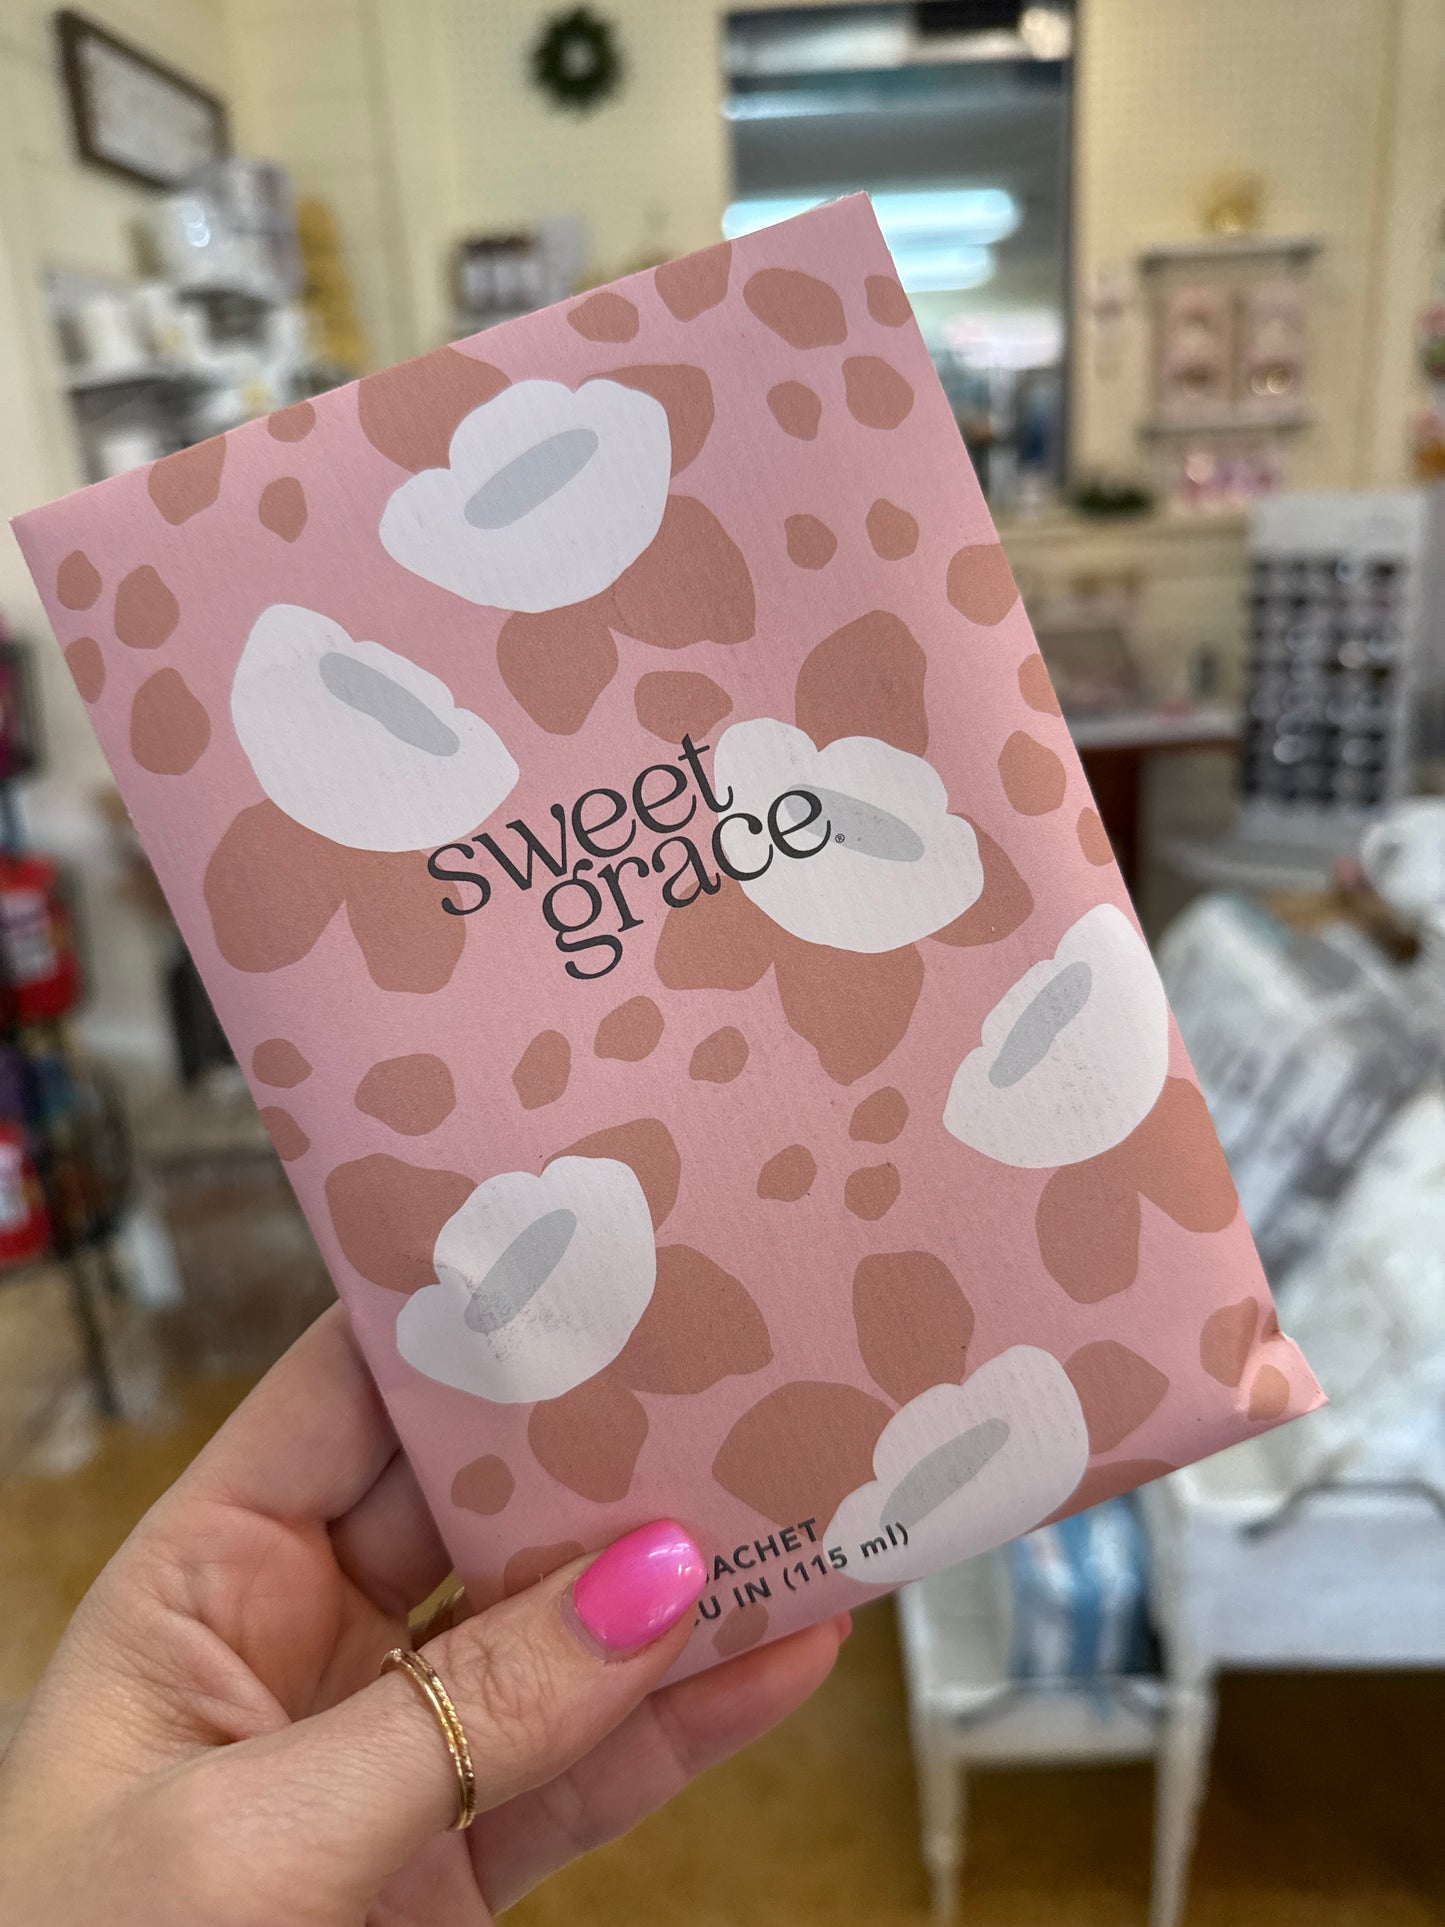 sweet
grace®
ACHET
U IN (115 ml)